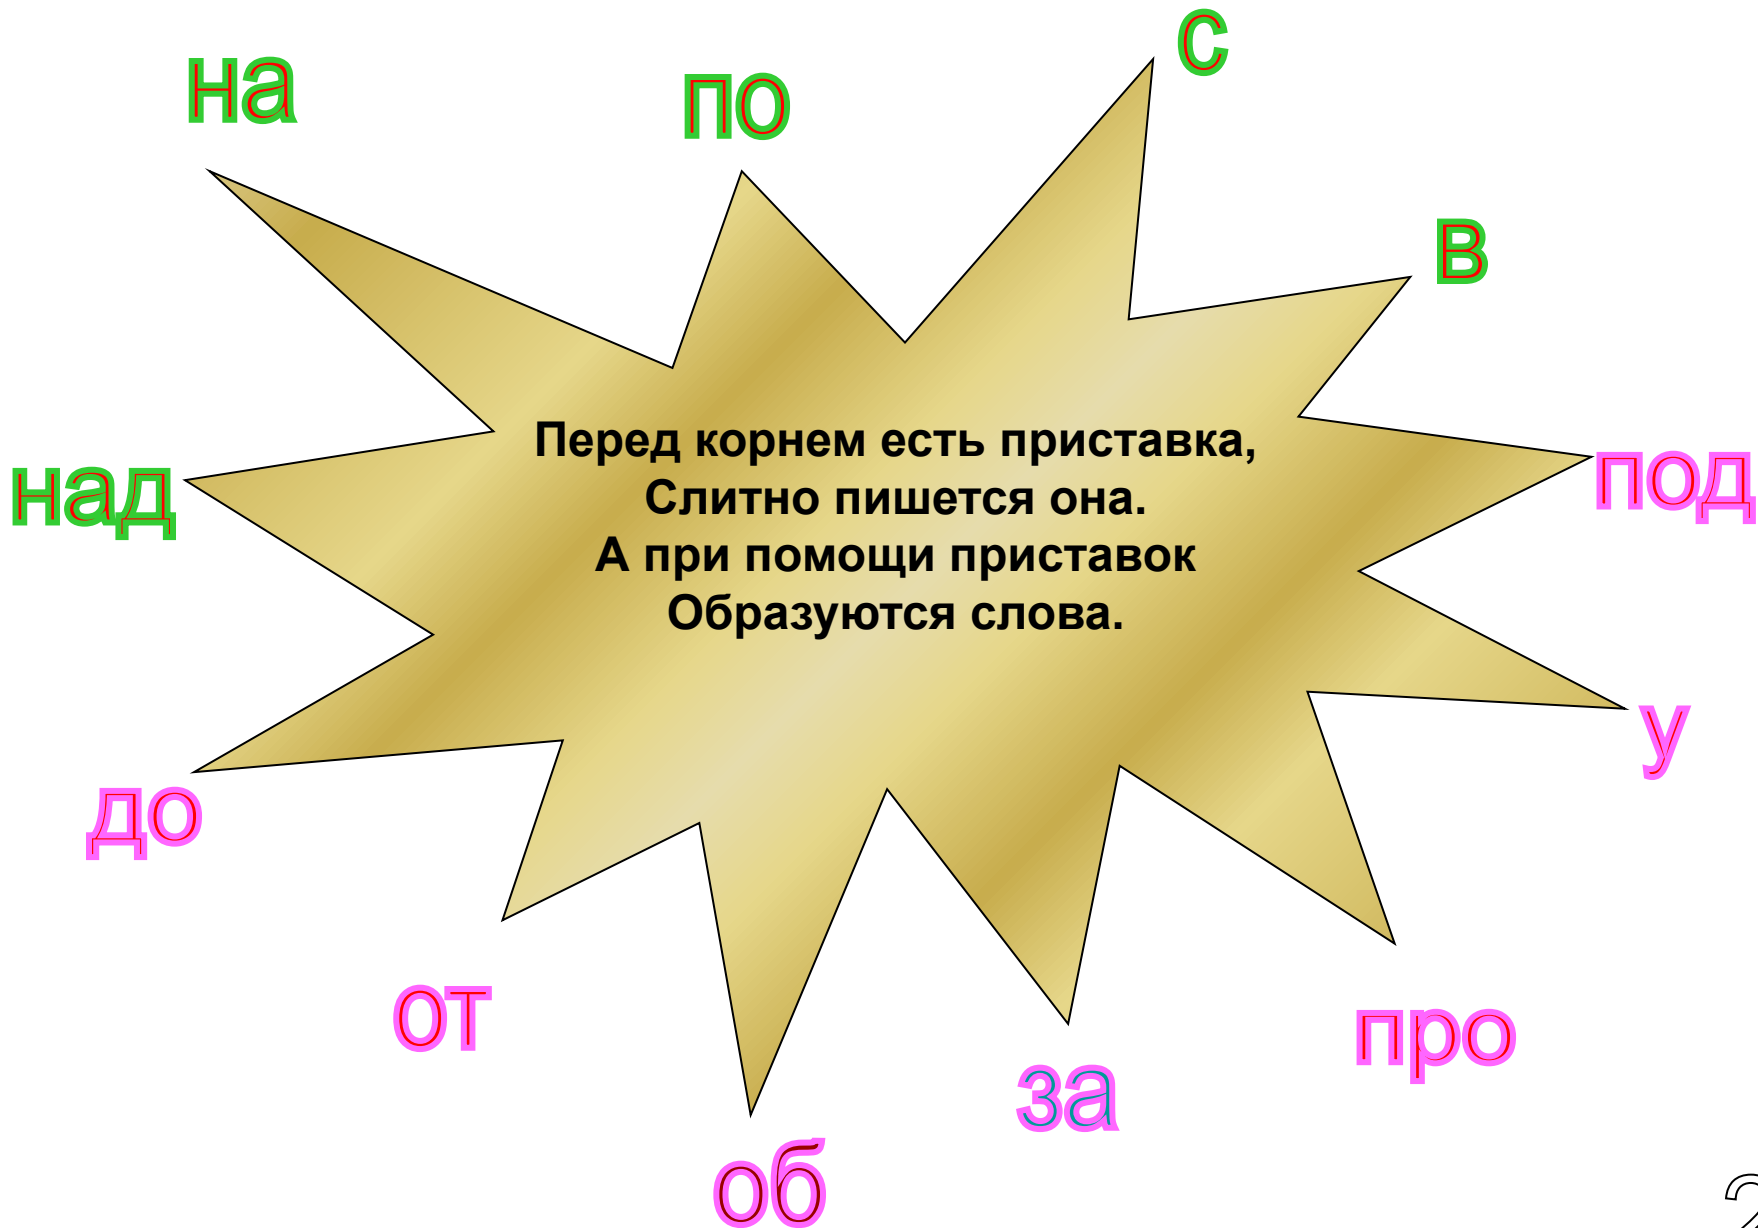 с
на
по
в
Перед корнем есть приставка,
Слитно пишется она.
А при помощи приставок
Образуются слова.
над
под
у
до
от
про
за
об
2